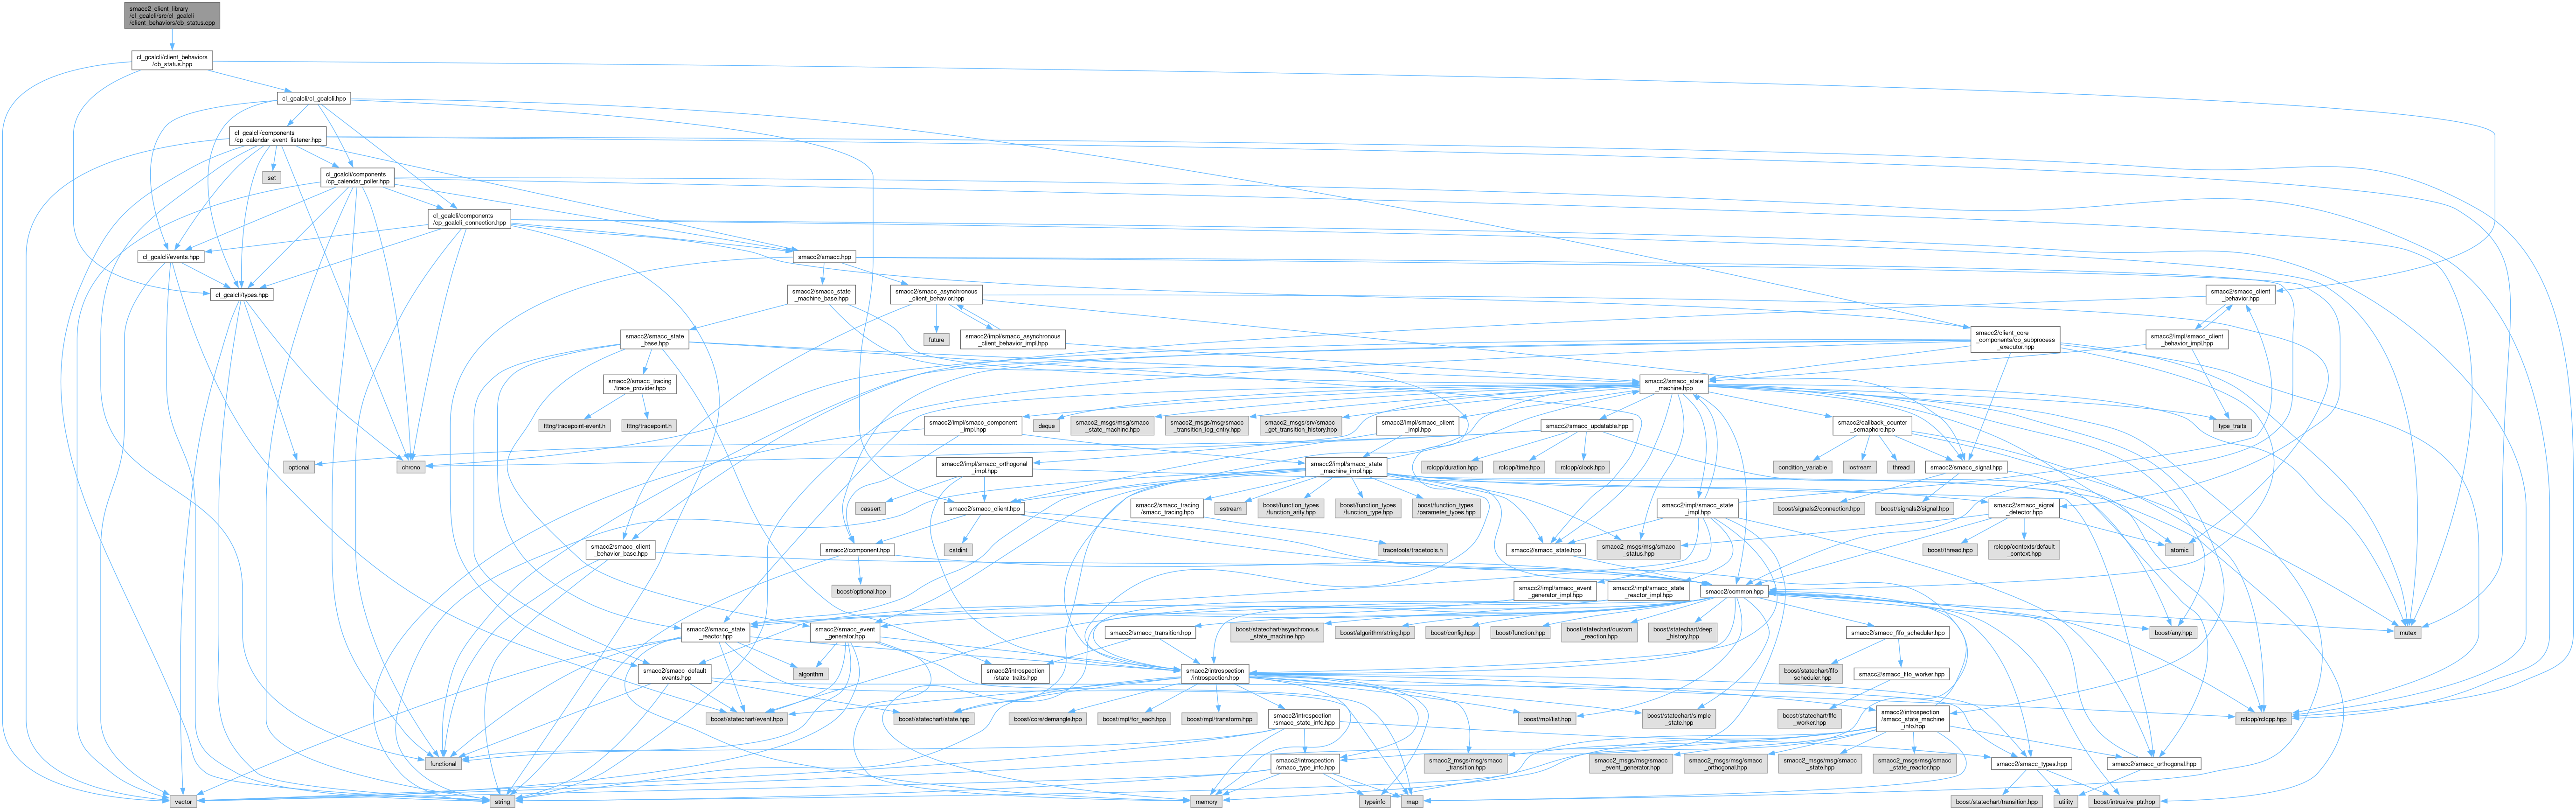 smacc2_client_library
/cl_gcalcli/src/cl_gcalcli
/client_behaviors/cb_status.cpp
cl_gcalcli/client_behaviors
/cb_status.hpp
cl_gcalcli/cl_gcalcli.hpp
cl_gcalcli/components
/cp_calendar_event_listener.hpp
set
cl_gcalcli/components
/cp_calendar_poller.hpp
cl_gcalcli/components
/cp_gcalcli_connection.hpp
cl_gcalcli/events.hpp
smacc2/smacc.hpp
cl_gcalcli/types.hpp
smacc2/smacc_state
_machine_base.hpp
smacc2/smacc_asynchronous
_client_behavior.hpp
smacc2/smacc_client
_behavior.hpp
smacc2/smacc_state
_base.hpp
future
smacc2/impl/smacc_asynchronous
_client_behavior_impl.hpp
smacc2/client_core
_components/cp_subprocess
_executor.hpp
smacc2/impl/smacc_client
_behavior_impl.hpp
smacc2/smacc_tracing
/trace_provider.hpp
smacc2/smacc_state
_machine.hpp
lttng/tracepoint-event.h
lttng/tracepoint.h
smacc2/impl/smacc_component
_impl.hpp
deque
smacc2_msgs/msg/smacc
_state_machine.hpp
smacc2_msgs/msg/smacc
_transition_log_entry.hpp
smacc2_msgs/srv/smacc
_get_transition_history.hpp
smacc2/impl/smacc_client
_impl.hpp
smacc2/smacc_updatable.hpp
smacc2/callback_counter
_semaphore.hpp
type_traits
optional
chrono
smacc2/impl/smacc_orthogonal
_impl.hpp
smacc2/impl/smacc_state
_machine_impl.hpp
rclcpp/duration.hpp
rclcpp/time.hpp
rclcpp/clock.hpp
condition_variable
iostream
thread
smacc2/smacc_signal.hpp
cassert
smacc2/smacc_client.hpp
smacc2/smacc_tracing
/smacc_tracing.hpp
sstream
boost/function_types
/function_arity.hpp
boost/function_types
/function_type.hpp
boost/function_types
/parameter_types.hpp
smacc2/impl/smacc_state
_impl.hpp
boost/signals2/connection.hpp
boost/signals2/signal.hpp
smacc2/smacc_signal
_detector.hpp
smacc2/smacc_client
_behavior_base.hpp
smacc2/component.hpp
cstdint
tracetools/tracetools.h
smacc2/smacc_state.hpp
smacc2_msgs/msg/smacc
_status.hpp
boost/thread.hpp
rclcpp/contexts/default
_context.hpp
atomic
boost/optional.hpp
smacc2/impl/smacc_event
_generator_impl.hpp
smacc2/impl/smacc_state
_reactor_impl.hpp
smacc2/common.hpp
smacc2/smacc_state
_reactor.hpp
smacc2/smacc_event
_generator.hpp
smacc2/smacc_transition.hpp
boost/statechart/asynchronous
_state_machine.hpp
boost/algorithm/string.hpp
boost/config.hpp
boost/function.hpp
boost/statechart/custom
_reaction.hpp
boost/statechart/deep
_history.hpp
smacc2/smacc_fifo_scheduler.hpp
boost/any.hpp
mutex
smacc2/smacc_default
_events.hpp
algorithm
smacc2/introspection
/state_traits.hpp
smacc2/introspection
/introspection.hpp
boost/statechart/fifo
_scheduler.hpp
smacc2/smacc_fifo_worker.hpp
boost/statechart/event.hpp
boost/statechart/state.hpp
boost/core/demangle.hpp
boost/mpl/for_each.hpp
boost/mpl/transform.hpp
smacc2/introspection
/smacc_state_info.hpp
boost/mpl/list.hpp
boost/statechart/simple
_state.hpp
boost/statechart/fifo
_worker.hpp
smacc2/introspection
/smacc_state_machine
_info.hpp
rclcpp/rclcpp.hpp
functional
smacc2/introspection
/smacc_type_info.hpp
smacc2_msgs/msg/smacc
_transition.hpp
smacc2_msgs/msg/smacc
_event_generator.hpp
smacc2_msgs/msg/smacc
_orthogonal.hpp
smacc2_msgs/msg/smacc
_state.hpp
smacc2_msgs/msg/smacc
_state_reactor.hpp
smacc2/smacc_types.hpp
smacc2/smacc_orthogonal.hpp
vector
string
memory
typeinfo
map
boost/statechart/transition.hpp
utility
boost/intrusive_ptr.hpp